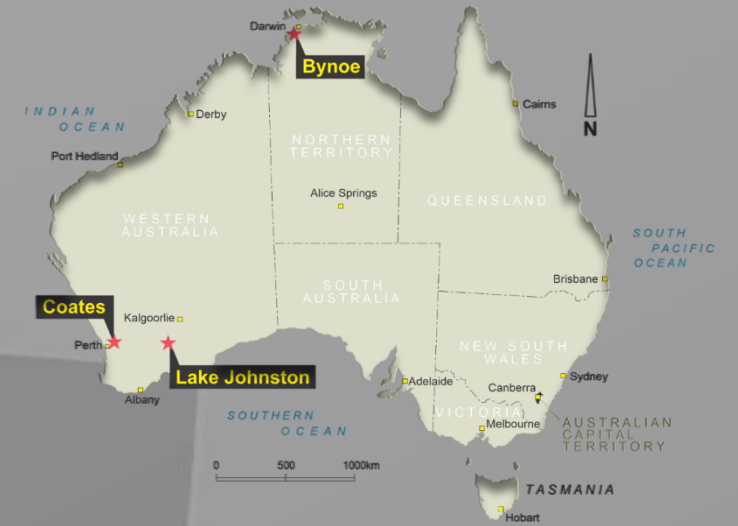 Darwin
Bynoe
INDIAN
OCEAN
Derby
Cairns
N
NORTHERN
TERRITORY
Port Hedland
Alice Springs
QUEENSLAND
WESTERN
AUSTRALIA
SOUTH
PACIFIC
OCEAN
Brisbane
SOUTH
AUSTRALIA
Coates
Kalgoorlie
Perth
NEW SOUTH
WALES
Lake Johnston
Adelaide
Sydney
Canberra
Albany
SOUTHERN
OCEAN
VICTORIA
Melbourne
AUSTRALIAN
CAPITAL
TERRITORY
0 500 1000km
TASMANIA
Hobart